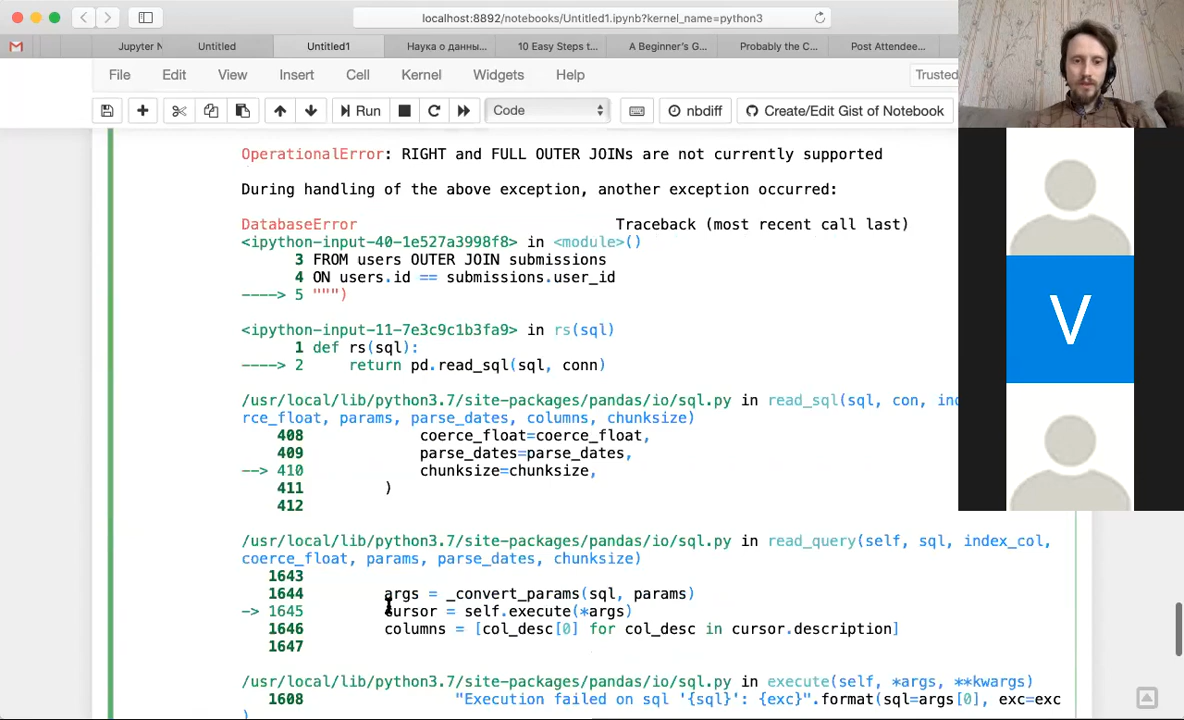 localhost:8892/notebooks/Untitled1.ipynb?kernel_name=python3
Jupyter N Untitled Untitled1 Наука о данны... 10 Easy Steps t... A Beginner's G... Probably the C... Post Attendee...
File Edit View Insert Cell Kernel Widgets Help Trusted
Run Code nbdiff Create/Edit Gist of Notebook
OperationalError: RIGHT and FULL OUTER JOINs are not currently supported
During handling of the above exception, another exception occurred:
DatabaseError Traceback (most recent call last)
<ipython-input-40-1e527a3998f8> in <module>()
3 FROM users OUTER JOIN submissions
4 ON users.id == submissions.user_id
----> 5 """)
<ipython-input-11-7e3c9c1b3fa9> in rs(sql)
1 def rs(sql):
----> 2 return pd.read_sql(sql, conn)
/usr/local/lib/python3.7/site-packages/pandas/io/sql.py in read_sql(sql, con, ind
rce_float, params, parse_dates, columns, chunksize)
408 coerce_float=coerce_float,
409 parse_dates=parse_dates,
--> 410 chunksize=chunksize,
411 )
412
/usr/local/lib/python3.7/site-packages/pandas/io/sql.py in read_query(self, sql, index_col,
coerce_float, params, parse_dates, chunksize)
1643
1644 args = _convert_params(sql, params)
-> 1645 cursor = self.execute(*args)
1646 columns = [col_desc[0] for col_desc in cursor.description]
1647
/usr/local/lib/python3.7/site-packages/pandas/io/sql.py in execute(self, *args, **kwargs)
1608 "Execution failed on sql '{sql}': {exc}".format(sql=args[0], exc=exc
)
V